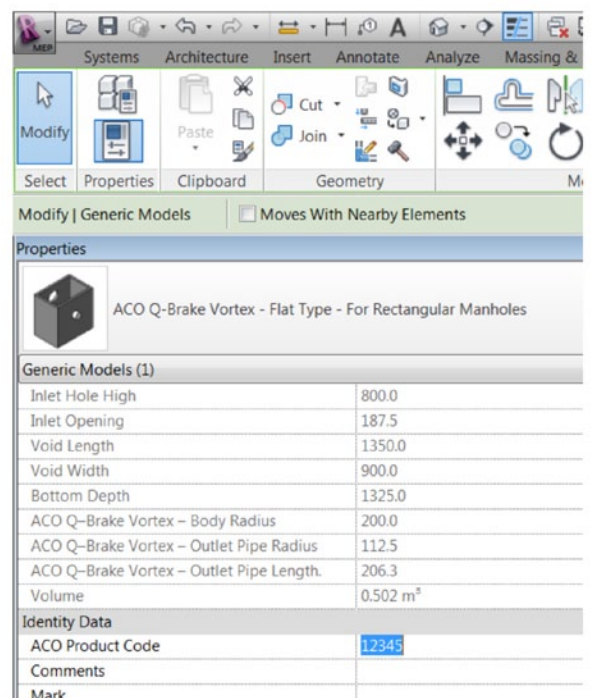 MEP
Systems Architecture Insert Annotate Analyze Massing &
Modify
Paste
Cut
Join
Select Properties Clipboard Geometry
Modify | Generic Models Moves With Nearby Elements
Properties
ACO Q-Brake Vortex - Flat Type - For Rectangular Manholes
Generic Models (1)
Inlet Hole High 800.0
Inlet Opening 187.5
Void Length 1350.0
Void Width 900.0
Bottom Depth 1325.0
ACO Q–Brake Vortex – Body Radius 200.0
ACO Q–Brake Vortex – Outlet Pipe Radius 112.5
ACO Q–Brake Vortex – Outlet Pipe Length. 206.3
Volume 0.502 m³
Identity Data
ACO Product Code 12345
Comments
Mark